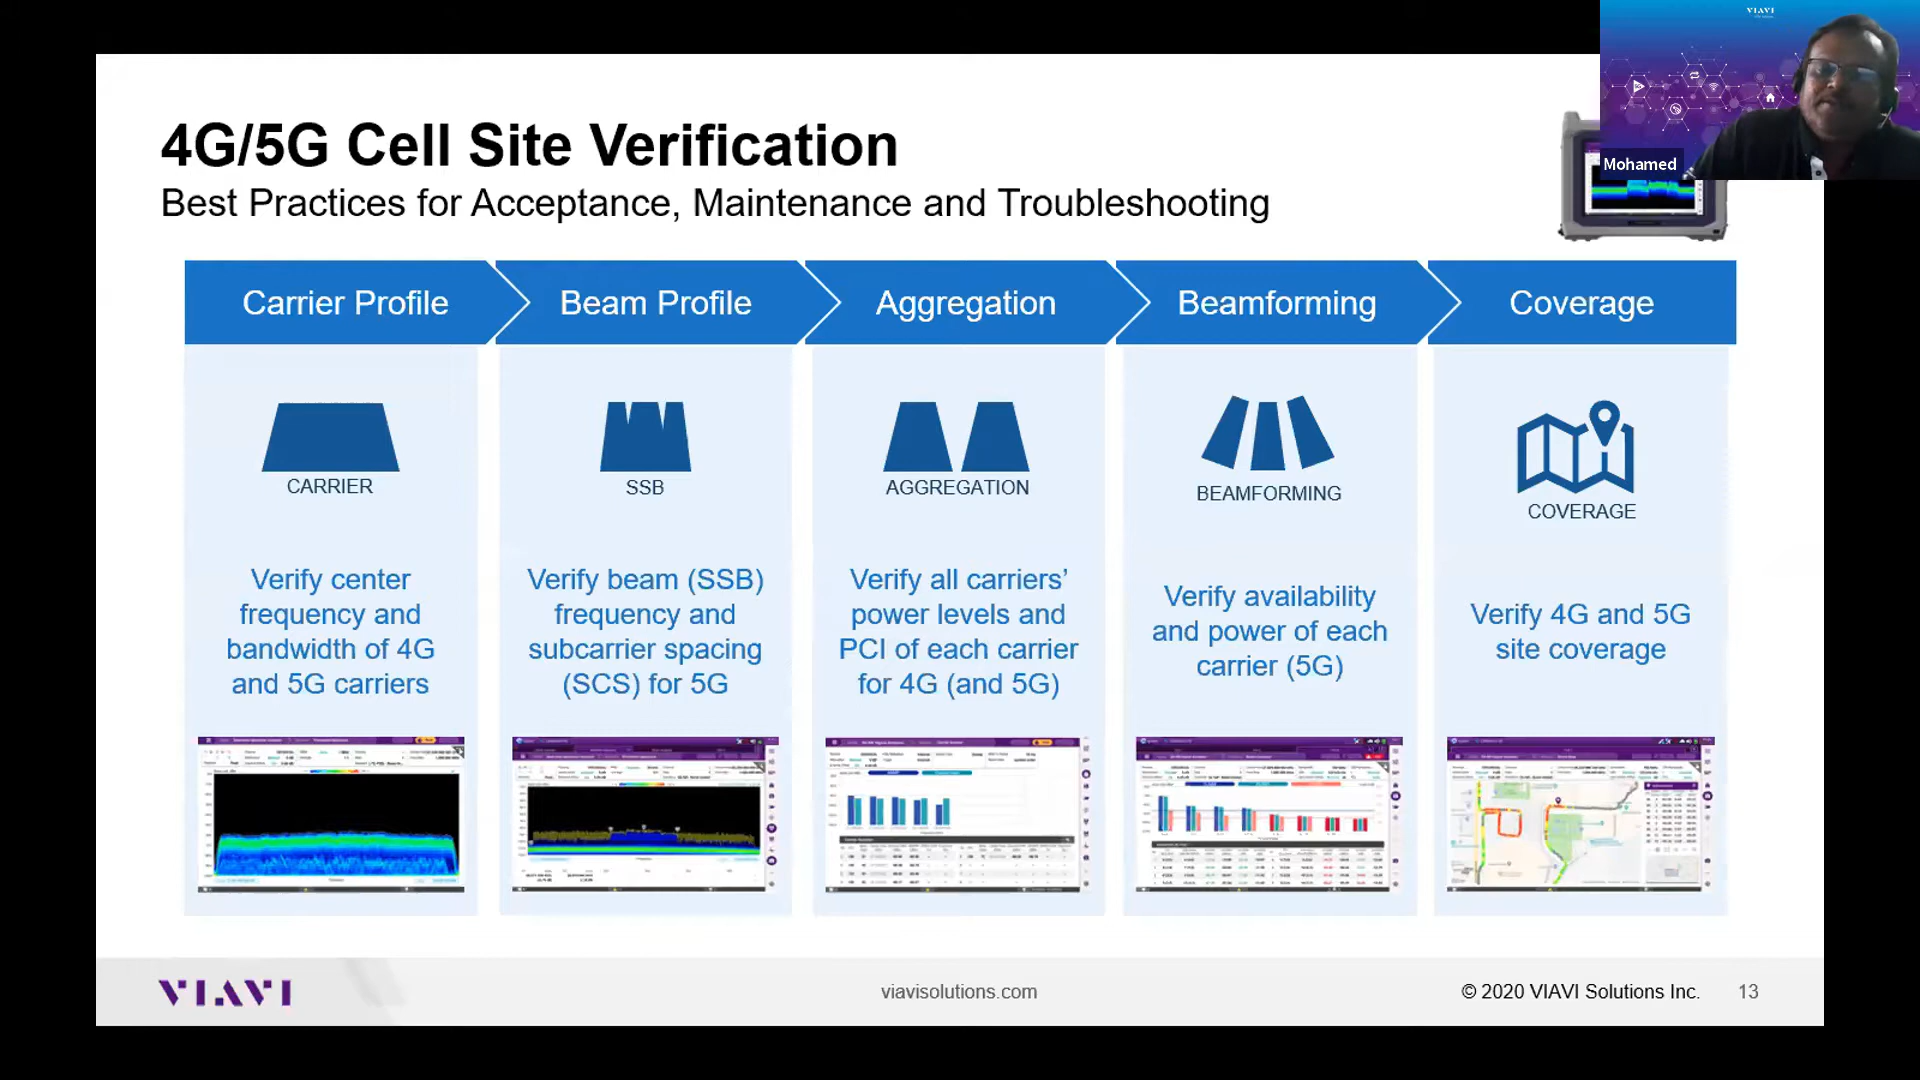 VIAVI
Mohamed
4G/5G Cell Site Verification
Best Practices for Acceptance, Maintenance and Troubleshooting
Carrier Profile
Beam Profile
Aggregation
Beamforming
Coverage
CARRIER
SSB
AGGREGATION
BEAMFORMING
COVERAGE
Verify center
frequency and
bandwidth of 4G
and 5G carriers
Verify beam (SSB)
frequency and
subcarrier spacing
(SCS) for 5G
Verify all carriers’
power levels and
PCI of each carrier
for 4G (and 5G)
Verify availability
and power of each
carrier (5G)
Verify 4G and 5G
site coverage
VIAVI
viavisolutions.com
© 2020 VIAVI Solutions Inc.
13